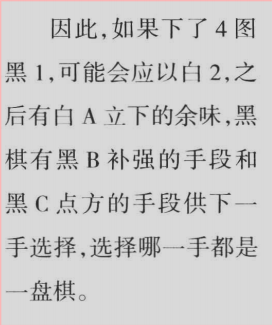 因此,如果下了4图
黑1,可能会应以白2,之
后有白A立下的余味,黑
棋有黑B补强的手段和
黑C点方的手段供下一
手选择,选择哪一手都是
一盘棋。